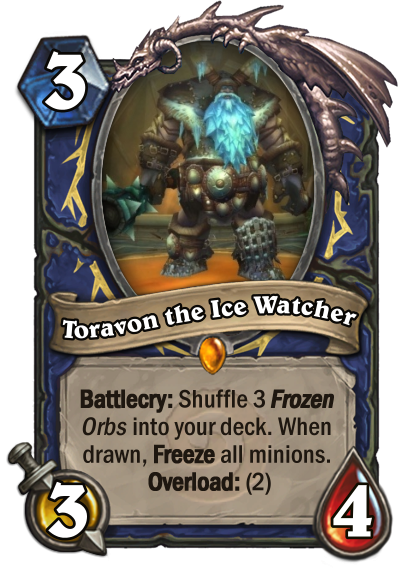 3
Toravon the Ice Watcher
Battlecry: Shuffle 3 Frozen
Orbs into your deck. When
drawn, Freeze all minions.
Overload: (2)
3
4